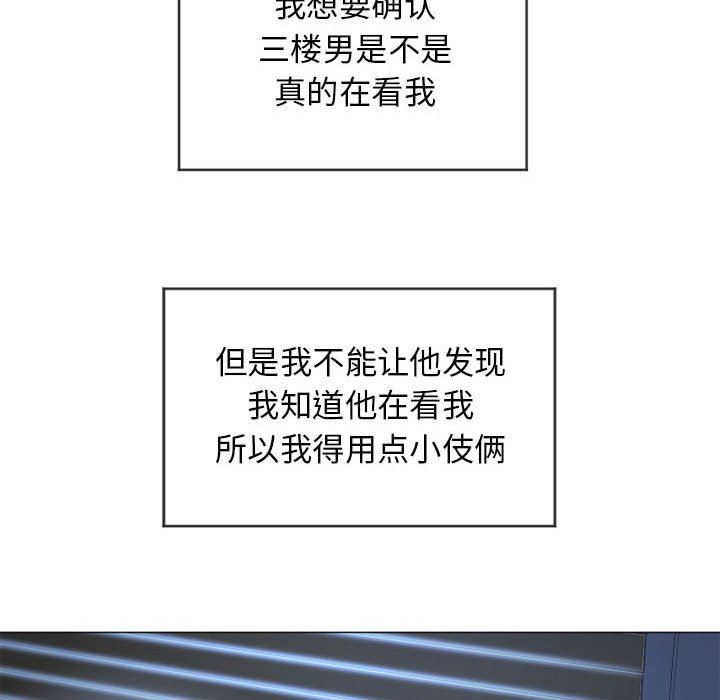 我想要确认
三楼男是不是
真的在看我
但是我不能让他发现
我知道他在看我
所以我得用点小伎俩